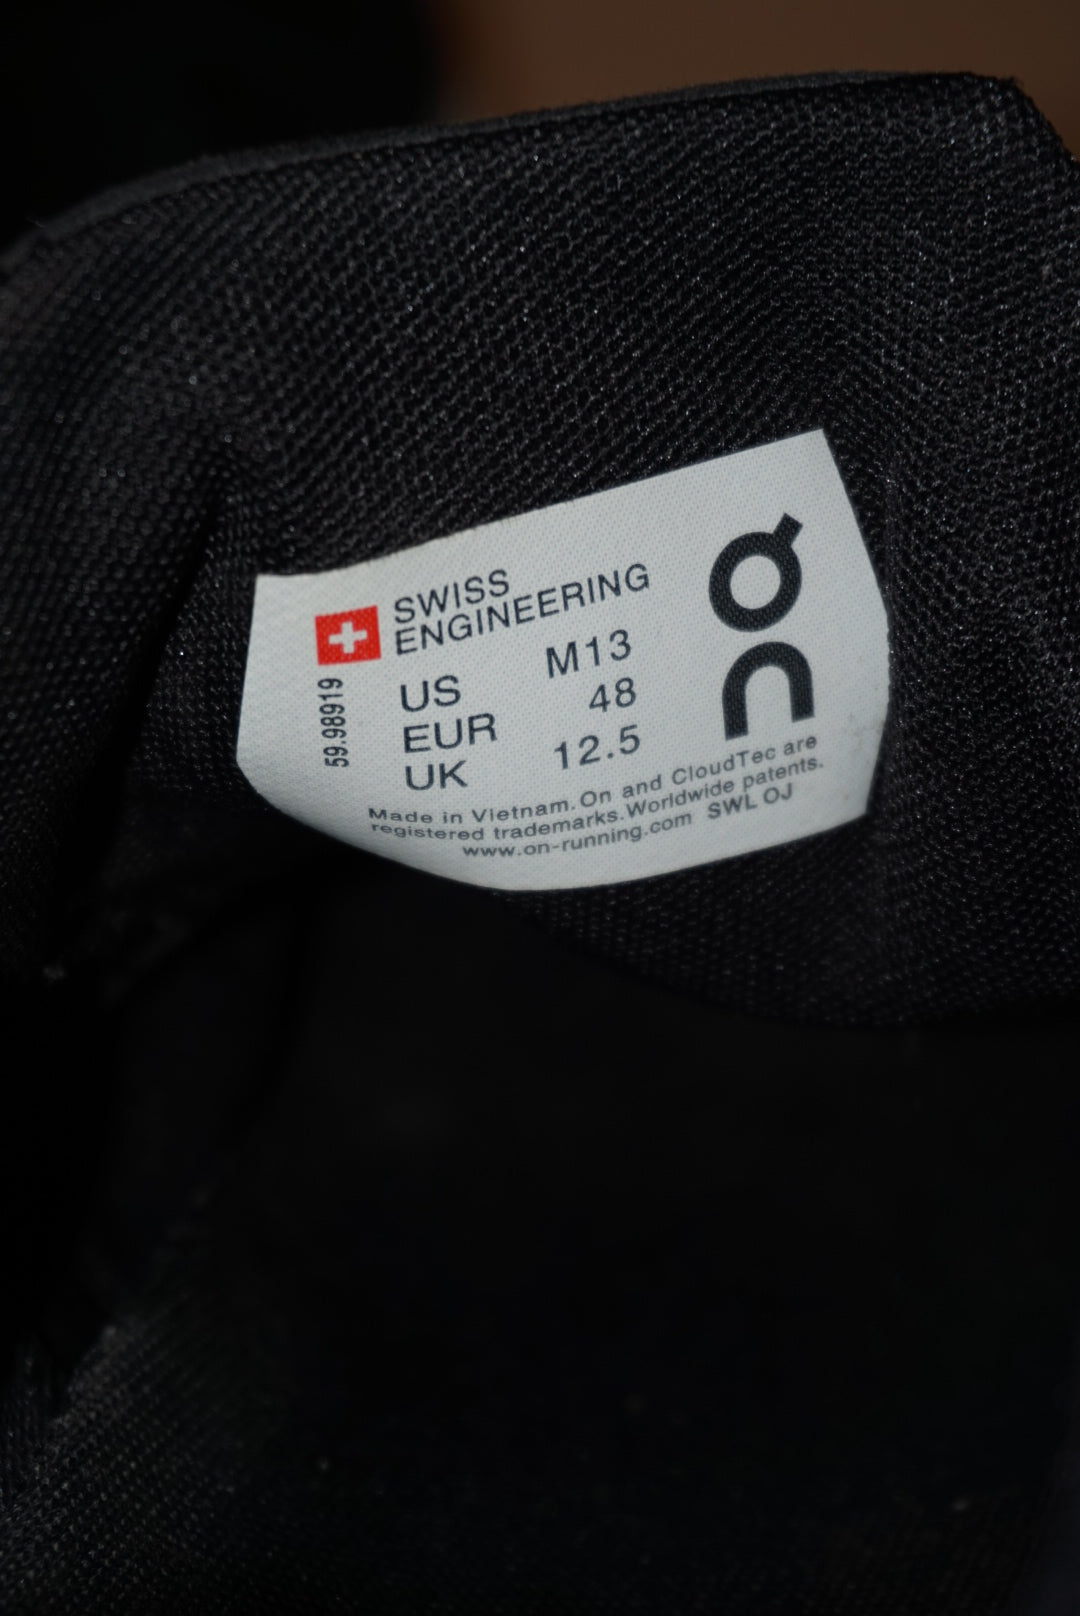 SWISS
ENGINEERING
US M13
EUR 48
UK 12.5
59.98919
On
Made in Vietnam. On and CloudTec are
registered trademarks. Worldwide patents.
www.on-running.com SWL OJ